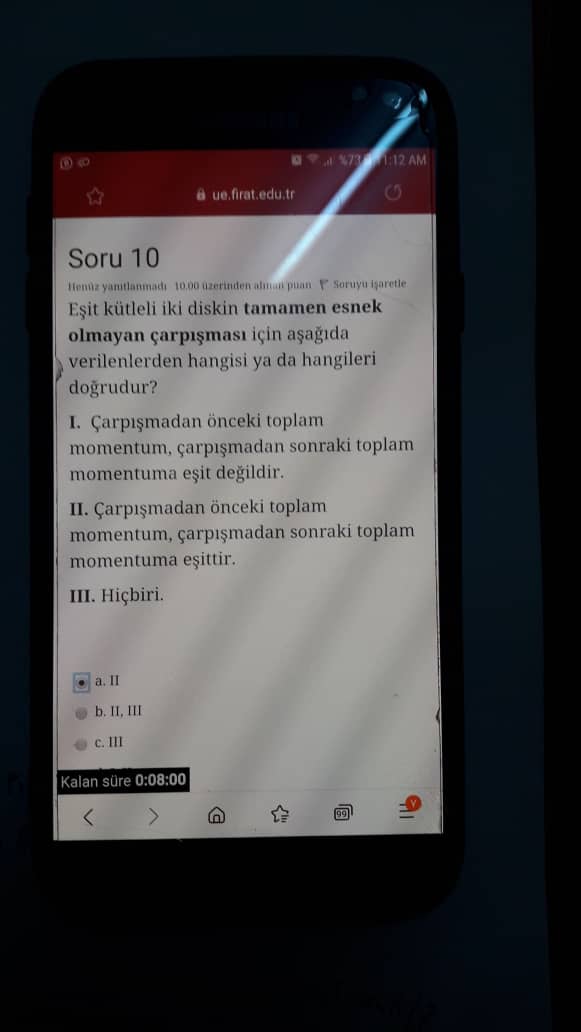 %73 1:12 AM
ue.firat.edu.tr
Soru 10
Henüz yanıtlanmadı 10.00 üzerinden alınan puan Soruyu işaretle
Eşit kütleli iki diskin tamamen esnek
olmayan çarpışması için aşağıda
verilenlerden hangisi ya da hangileri
doğrudur?
I. Çarpışmadan önceki toplam
momentum, çarpışmadan sonraki toplam
momentuma eşit değildir.
II. Çarpışmadan önceki toplam
momentum, çarpışmadan sonraki toplam
momentuma eşittir.
III. Hiçbiri.
a. II
b. II, III
c. III
Kalan süre 0:08:00
99
Y